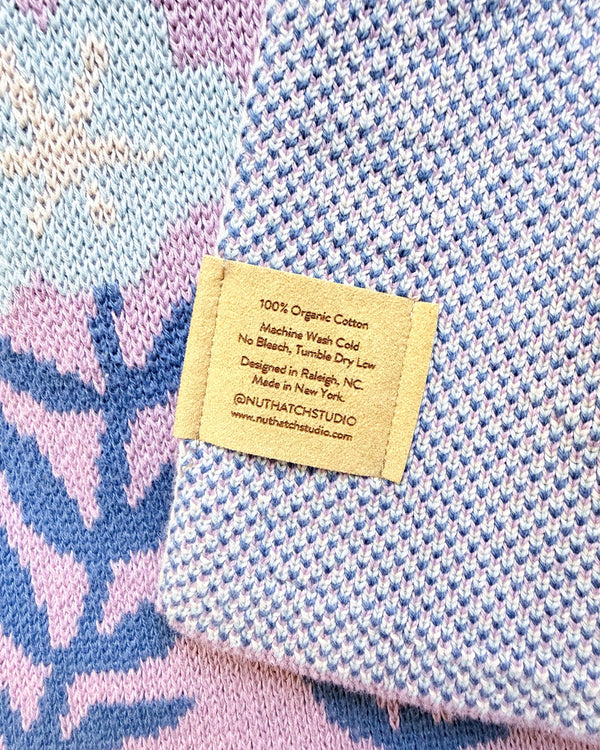 100% Organic Cotton
Machine Wash Cold
No Bleach, Tumble Dry Low
Designed in Raleigh, NC.
Made in New York.
@NUTHATCHSTUDIO
www.nuthatchstudio.com